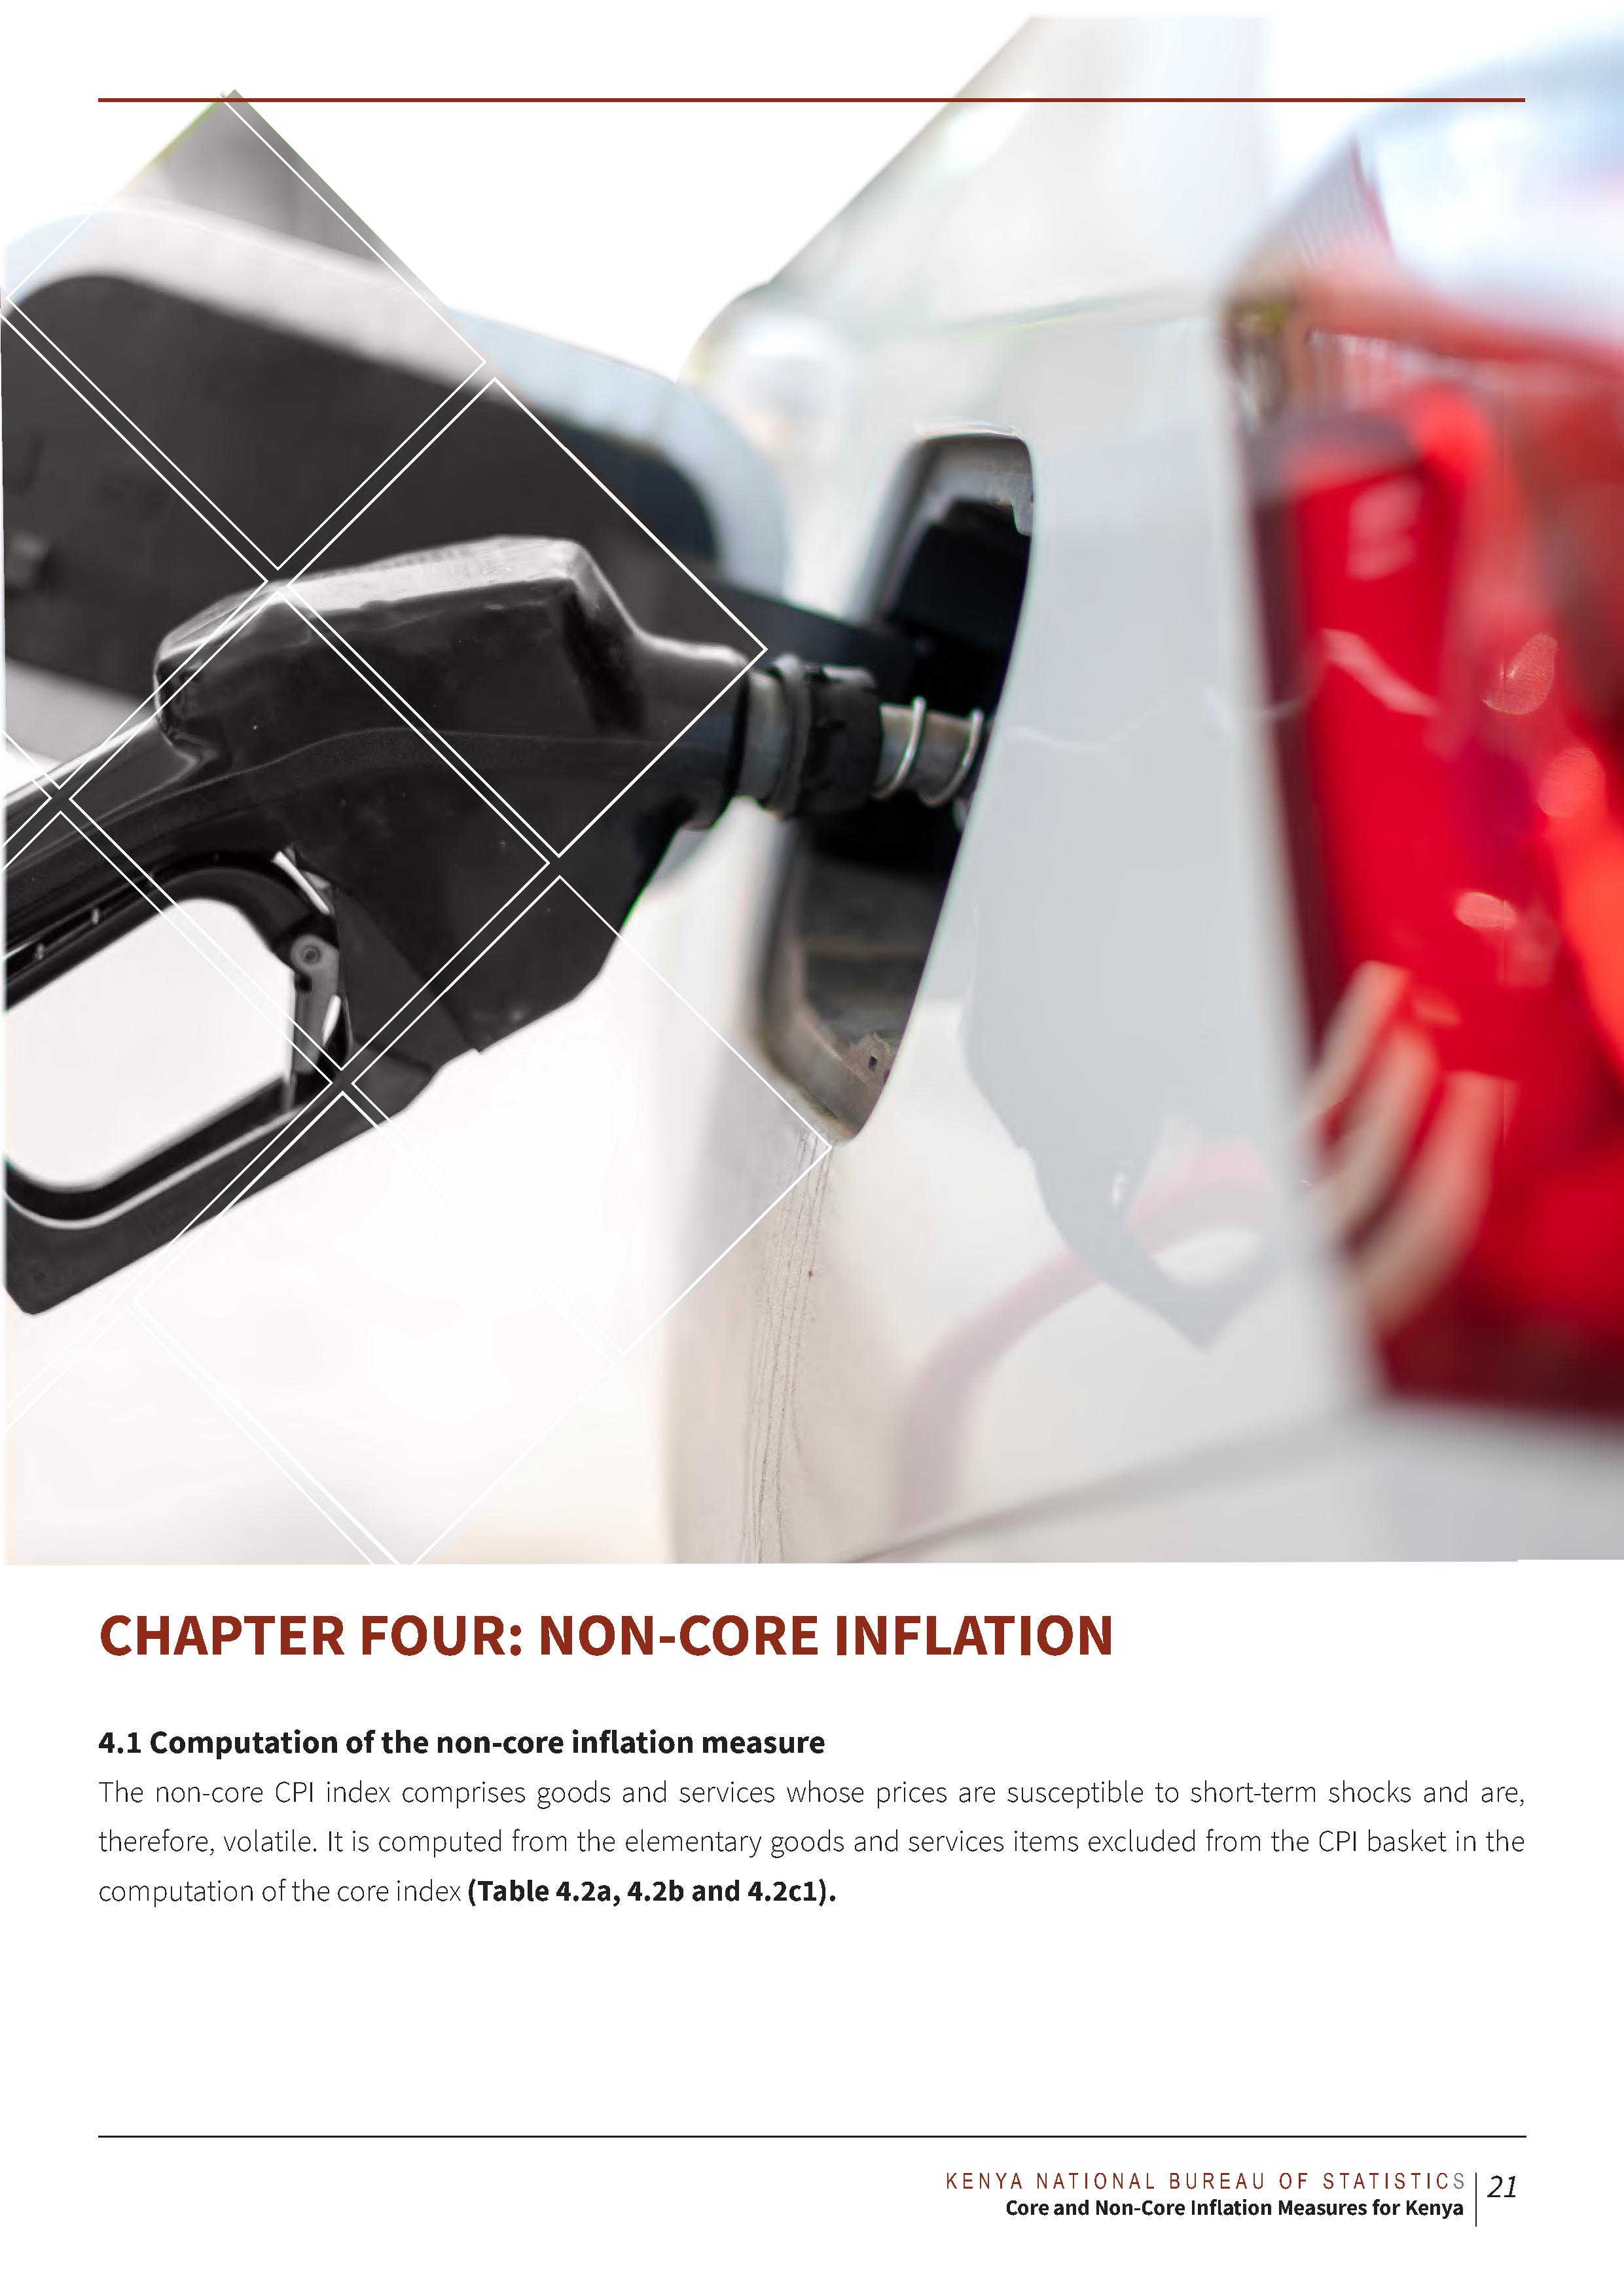 CHAPTER FOUR: NON-CORE INFLATION
4.1 Computation of the non-core inflation measure
The non-core CPI index comprises goods and services whose prices are susceptible to short-term shocks and are,
therefore, volatile. It is computed from the elementary goods and services items excluded from the CPI basket in the
computation of the core index (Table 4.2a, 4.2b and 4.2c1).
KENYA NATIONAL BUREAU OF STATISTICS
Core and Non-Core Inflation Measures for Kenya
21